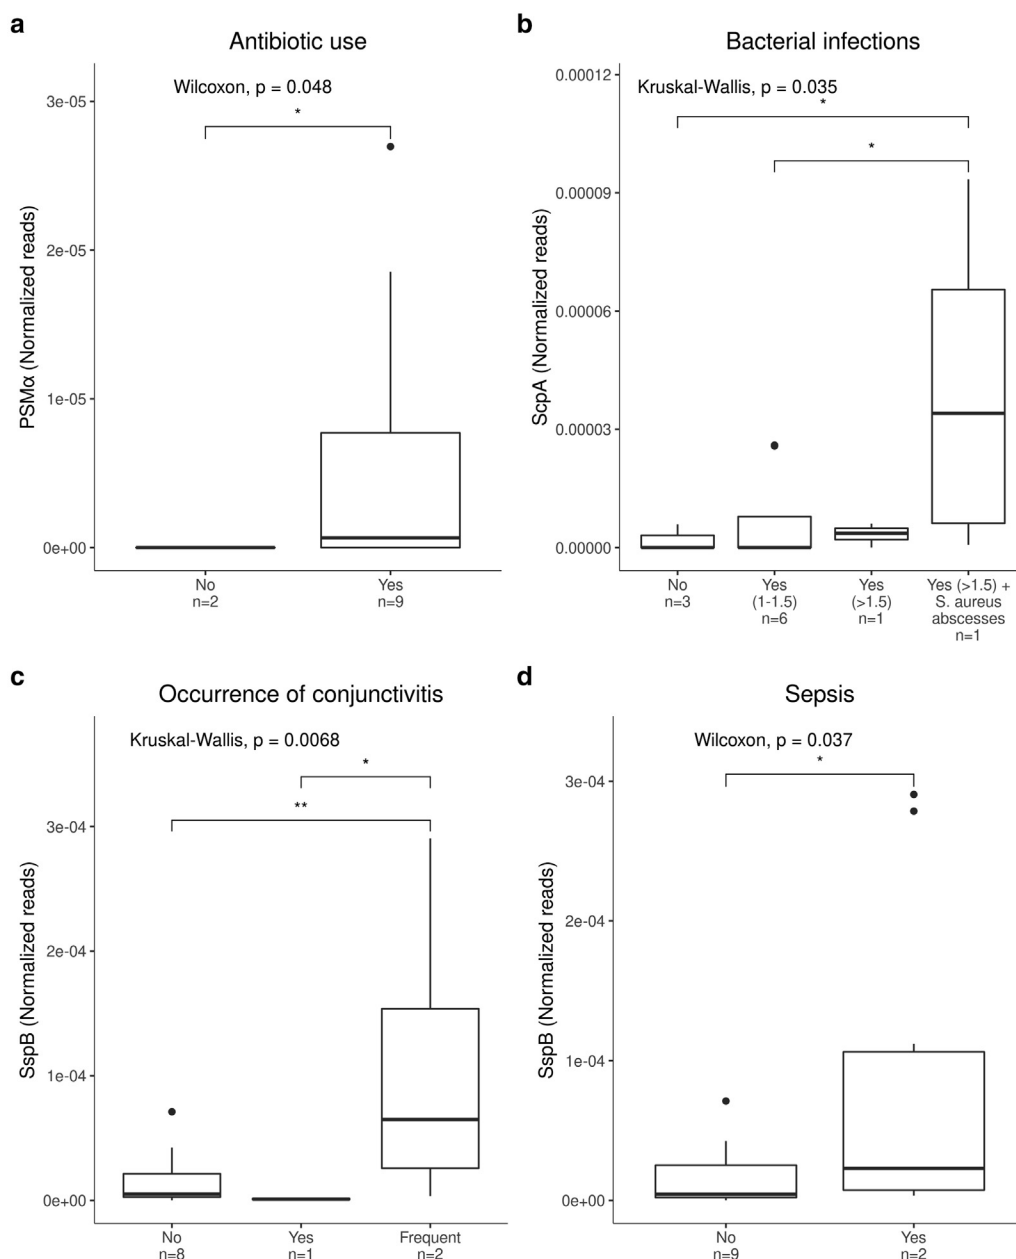 a
Antibiotic use
Wilcoxon, p = 0.048
*
3e-05
2e-05
1e-05
0e+00
PSMα (Normalized reads)
No
n=2
Yes
n=9
b
Bacterial infections
Kruskal-Wallis, p = 0.035
*
*
0.00012
0.00009
0.00006
0.00003
0.00000
ScpA (Normalized reads)
No
n=3
Yes
(1-1.5)
n=6
Yes
(>1.5)
n=1
Yes (>1.5) +
S. aureus
abscesses
n=1
c
Occurrence of conjunctivitis
Kruskal-Wallis, p = 0.0068
*
**
3e-04
2e-04
1e-04
0e+00
SspB (Normalized reads)
No
n=8
Yes
n=1
Frequent
n=2
d
Sepsis
Wilcoxon, p = 0.037
*
3e-04
2e-04
1e-04
0e+00
SspB (Normalized reads)
No
n=9
Yes
n=2